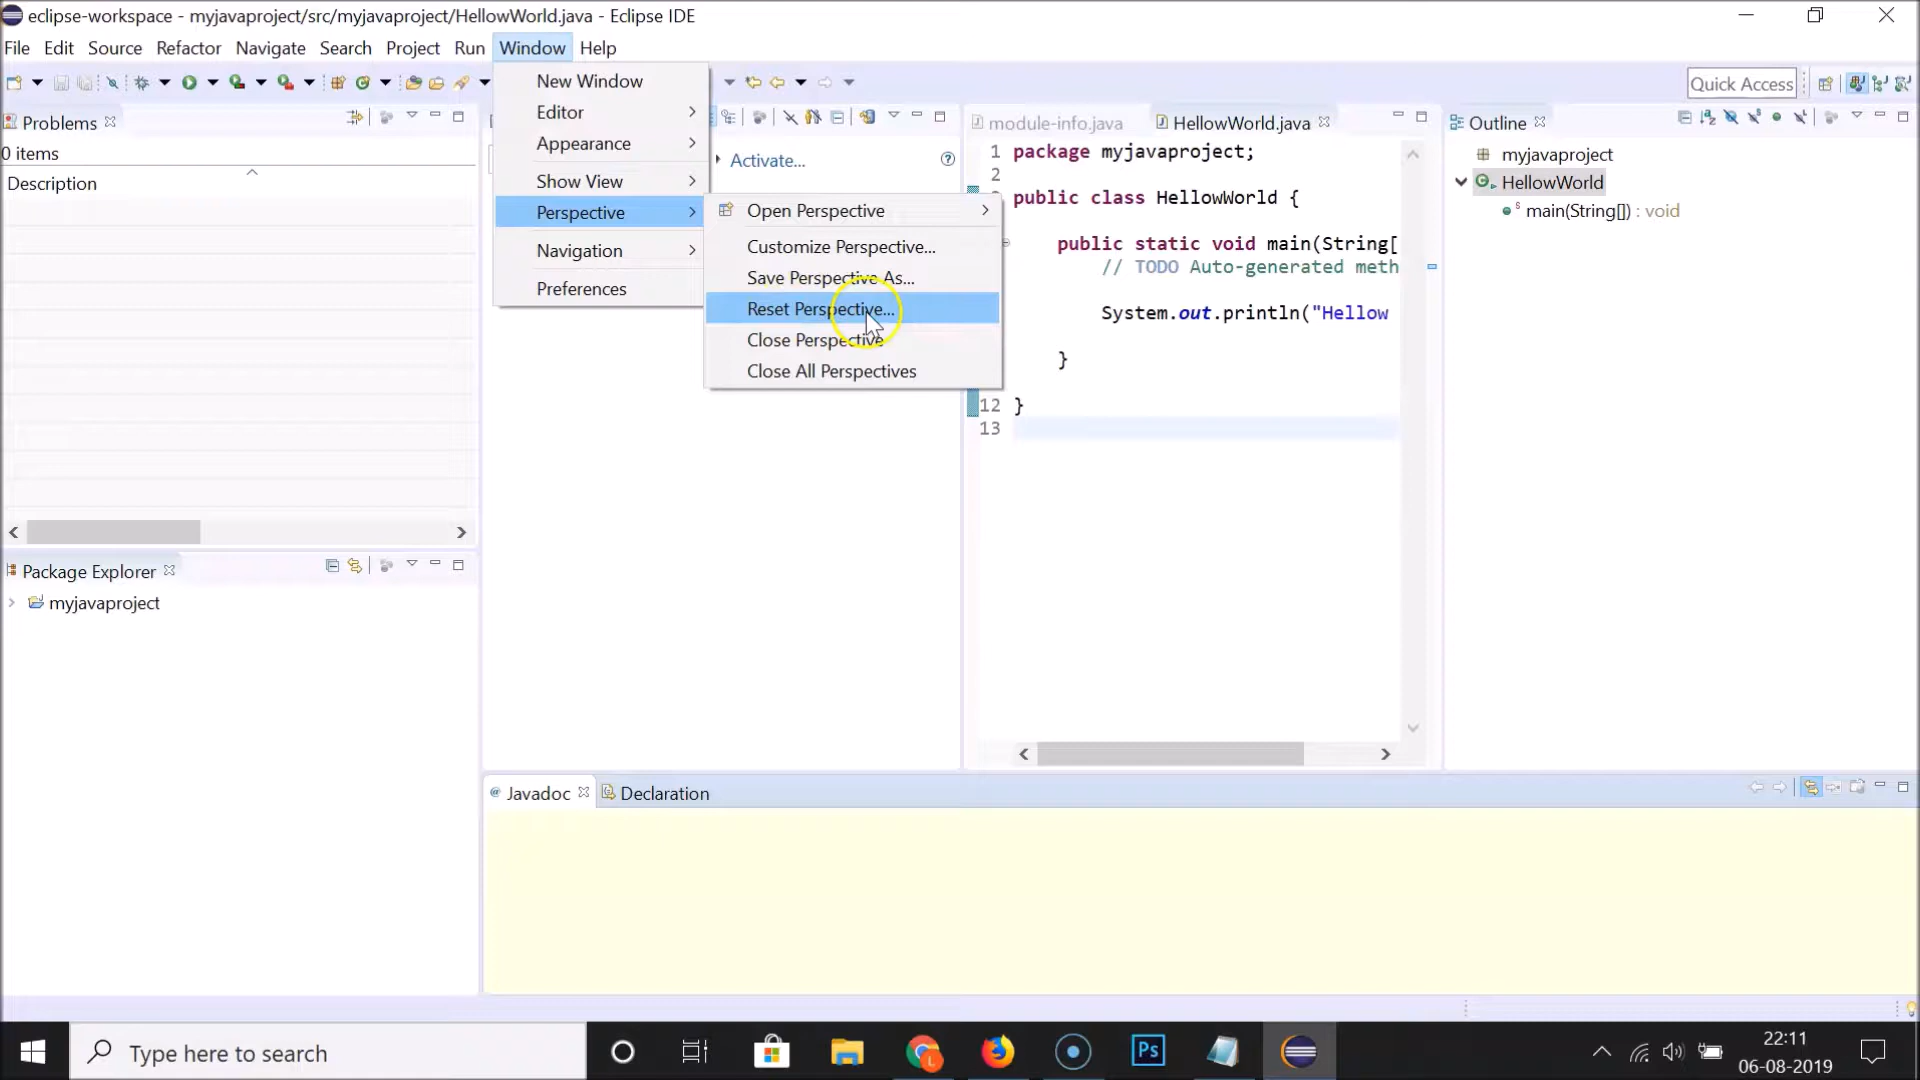 eclipse-workspace - myjavaproject/src/myjavaproject/HellowWorld.java - Eclipse IDE
File Edit Source Refactor Navigate Search Project Run Window Help
Quick Access
New Window
Editor
Appearance
Show View
Perspective
Navigation
Preferences
Open Perspective
Customize Perspective...
Save Perspective As...
Reset Perspective...
Close Perspective
Close All Perspectives
Problems
0 items
Description
Package Explorer
myjavaproject
Activate...
module-info.java HellowWorld.java
1 package myjavaproject;
2
public class HellowWorld {
public static void main(String[
// TODO Auto-generated meth
System.out.println("Hellow
}
12 }
13
Outline
myjavaproject
HellowWorld
main(String[]) : void
@ Javadoc Declaration
Type here to search
Ps
22:11
06-08-2019